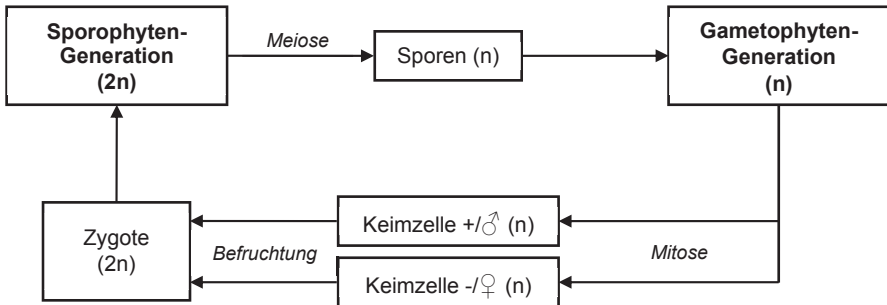 Sporophyten-
Generation
(2n)
Meiose
Sporen (n)
Gametophyten-
Generation
(n)
Zygote
(2n)
Befruchtung
Keimzelle +/♂ (n)
Keimzelle -/♀ (n)
Mitose